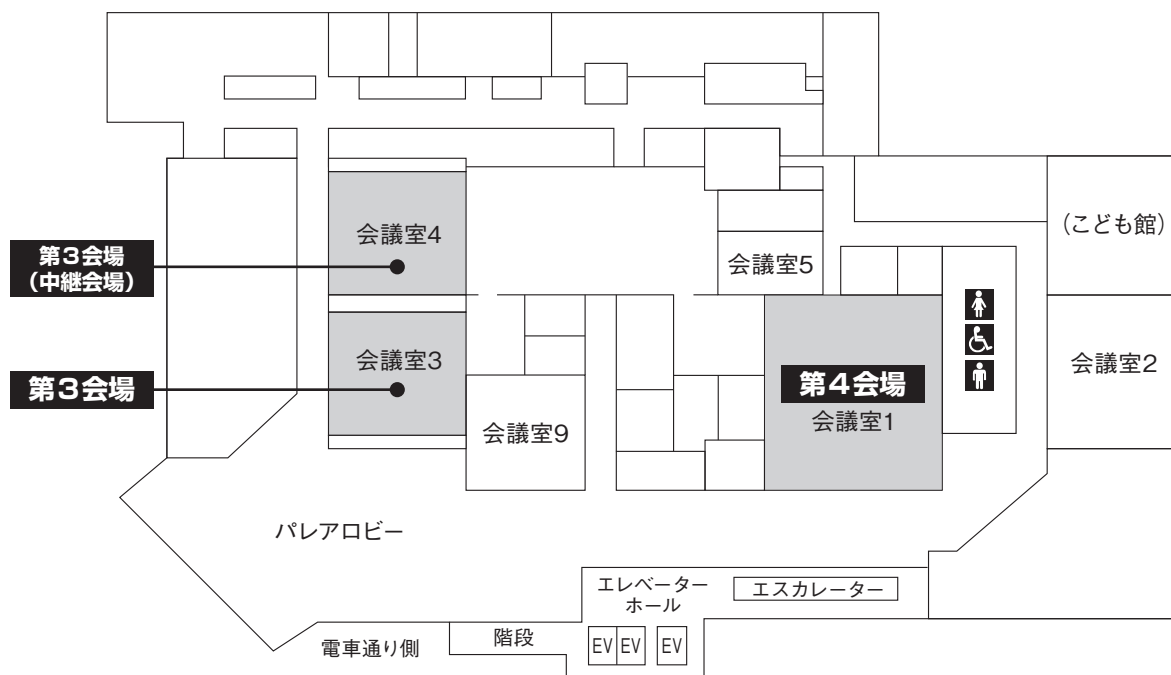 会議室4
(こども館)
第3会場
(中継会場)
会議室5
会議室3
第3会場
第4会場
会議室1
会議室2
会議室9
パレアロビー
エレベーター
ホール
エスカレーター
電車通り側
階段
EV
EV
EV